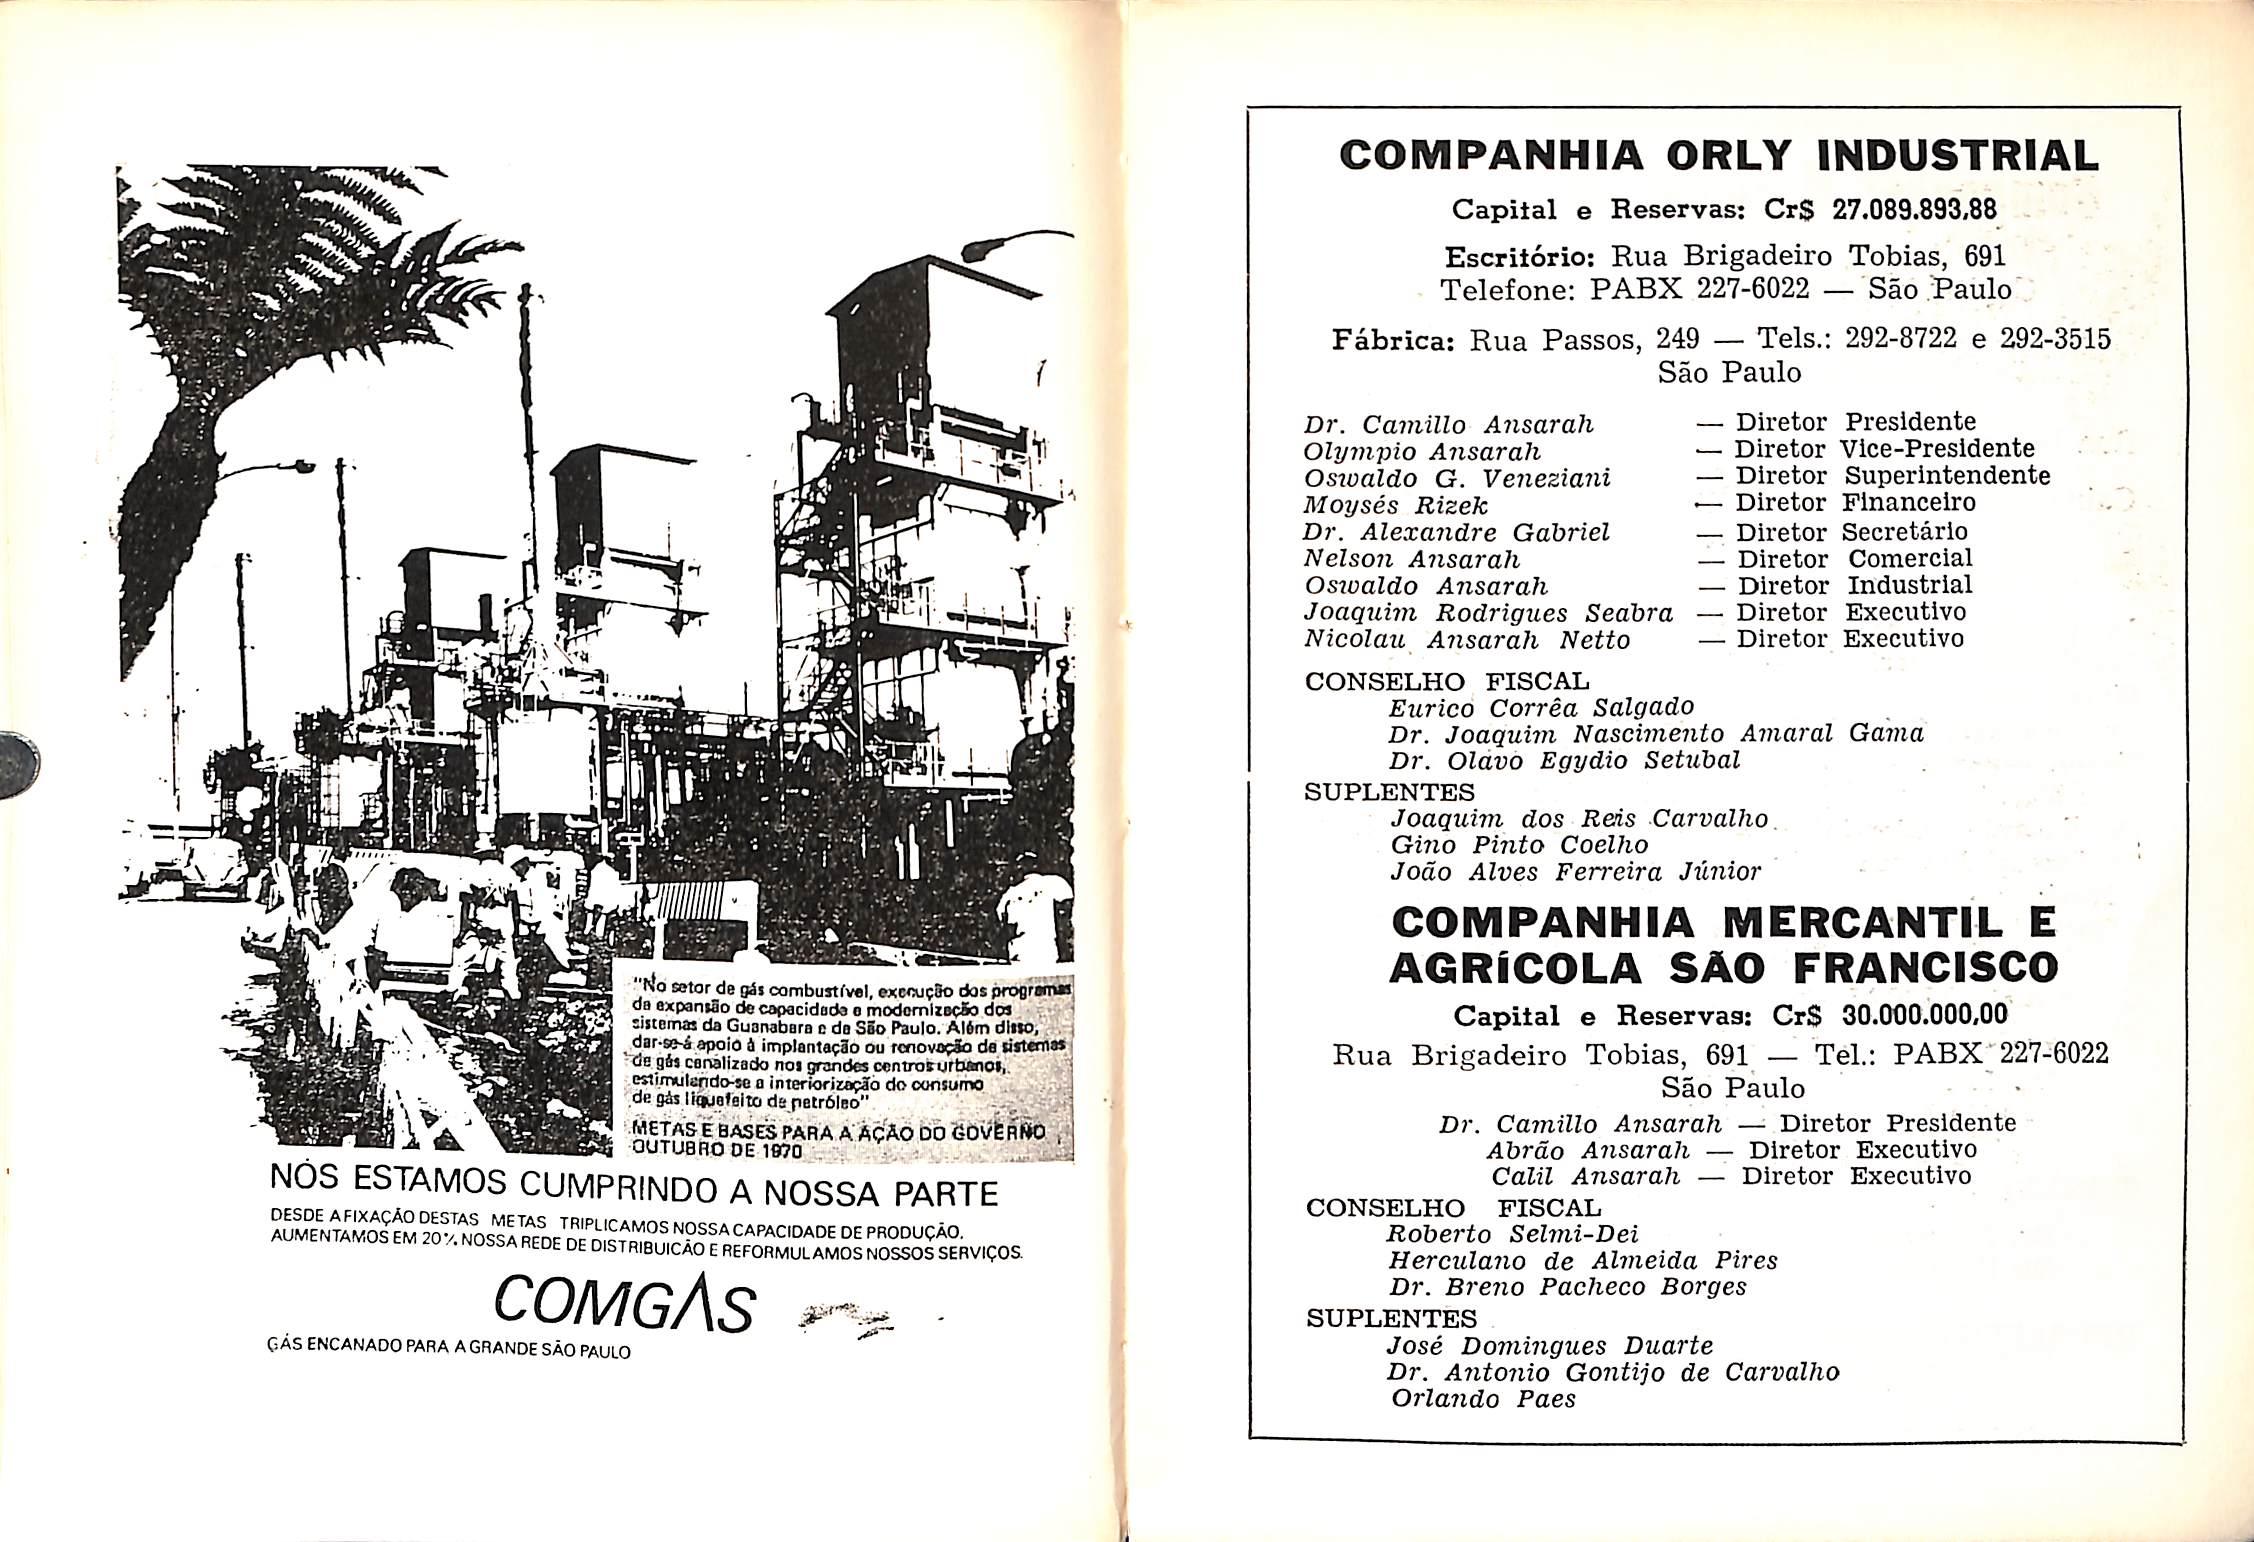 "No setor de gás combustível, execução dos programas
de expansão de capacidade e modernização dos
sistemas da Guanabara e de São Paulo. Além disso,
dar-se-á apoio à implantação ou renovação de sistemas
de gás canalizado nos grandes centros urbanos,
estimulando-se a interiorização do consumo
de gás liquefeito de petróleo"
METAS E BASES PARA A AÇÃO DO GOVERNO
OUTUBRO DE 1970
NÓS ESTAMOS CUMPRINDO A NOSSA PARTE
DESDE A FIXAÇÃO DESTAS METAS TRIPLICAMOS NOSSA CAPACIDADE DE PRODUÇÃO.
AUMENTAMOS EM 20% NOSSA REDE DE DISTRIBUICÃO E REFORMULAMOS NOSSOS SERVIÇOS.
COMGÁS
GÁS ENCANADO PARA A GRANDE SÃO PAULO
COMPANHIA ORLY INDUSTRIAL
Capital e Reservas: Cr$ 27.089.893,88
Escritório: Rua Brigadeiro Tobias, 691
Telefone: PABX 227-6022 — São Paulo
Fábrica: Rua Passos, 249 — Tels.: 292-8722 e 292-3515
São Paulo
Dr. Camillo Ansarah — Diretor Presidente
Olympio Ansarah — Diretor Vice-Presidente
Oswaldo G. Veneziani — Diretor Superintendente
Moysés Rizek — Diretor Financeiro
Dr. Alexandre Gabriel — Diretor Secretário
Nelson Ansarah — Diretor Comercial
Oswaldo Ansarah — Diretor Industrial
Joaquim Rodrigues Seabra — Diretor Executivo
Nicolau Ansarah Netto — Diretor Executivo
CONSELHO FISCAL
Eurico Corrêa Salgado
Dr. Joaquim Nascimento Amaral Gama
Dr. Olavo Egydio Setubal
SUPLENTES
Joaquim dos Reis Carvalho
Gino Pinto Coelho
João Alves Ferreira Júnior
COMPANHIA MERCANTIL E
AGRÍCOLA SÃO FRANCISCO
Capital e Reservas: Cr$ 30.000.000,00
Rua Brigadeiro Tobias, 691 — Tel.: PABX 227-6022
São Paulo
Dr. Camillo Ansarah — Diretor Presidente
Abrão Ansarah — Diretor Executivo
Calil Ansarah — Diretor Executivo
CONSELHO FISCAL
Roberto Selmi-Dei
Herculano de Almeida Pires
Dr. Breno Pacheco Borges
SUPLENTES
José Domingues Duarte
Dr. Antonio Gontijo de Carvalho
Orlando Paes